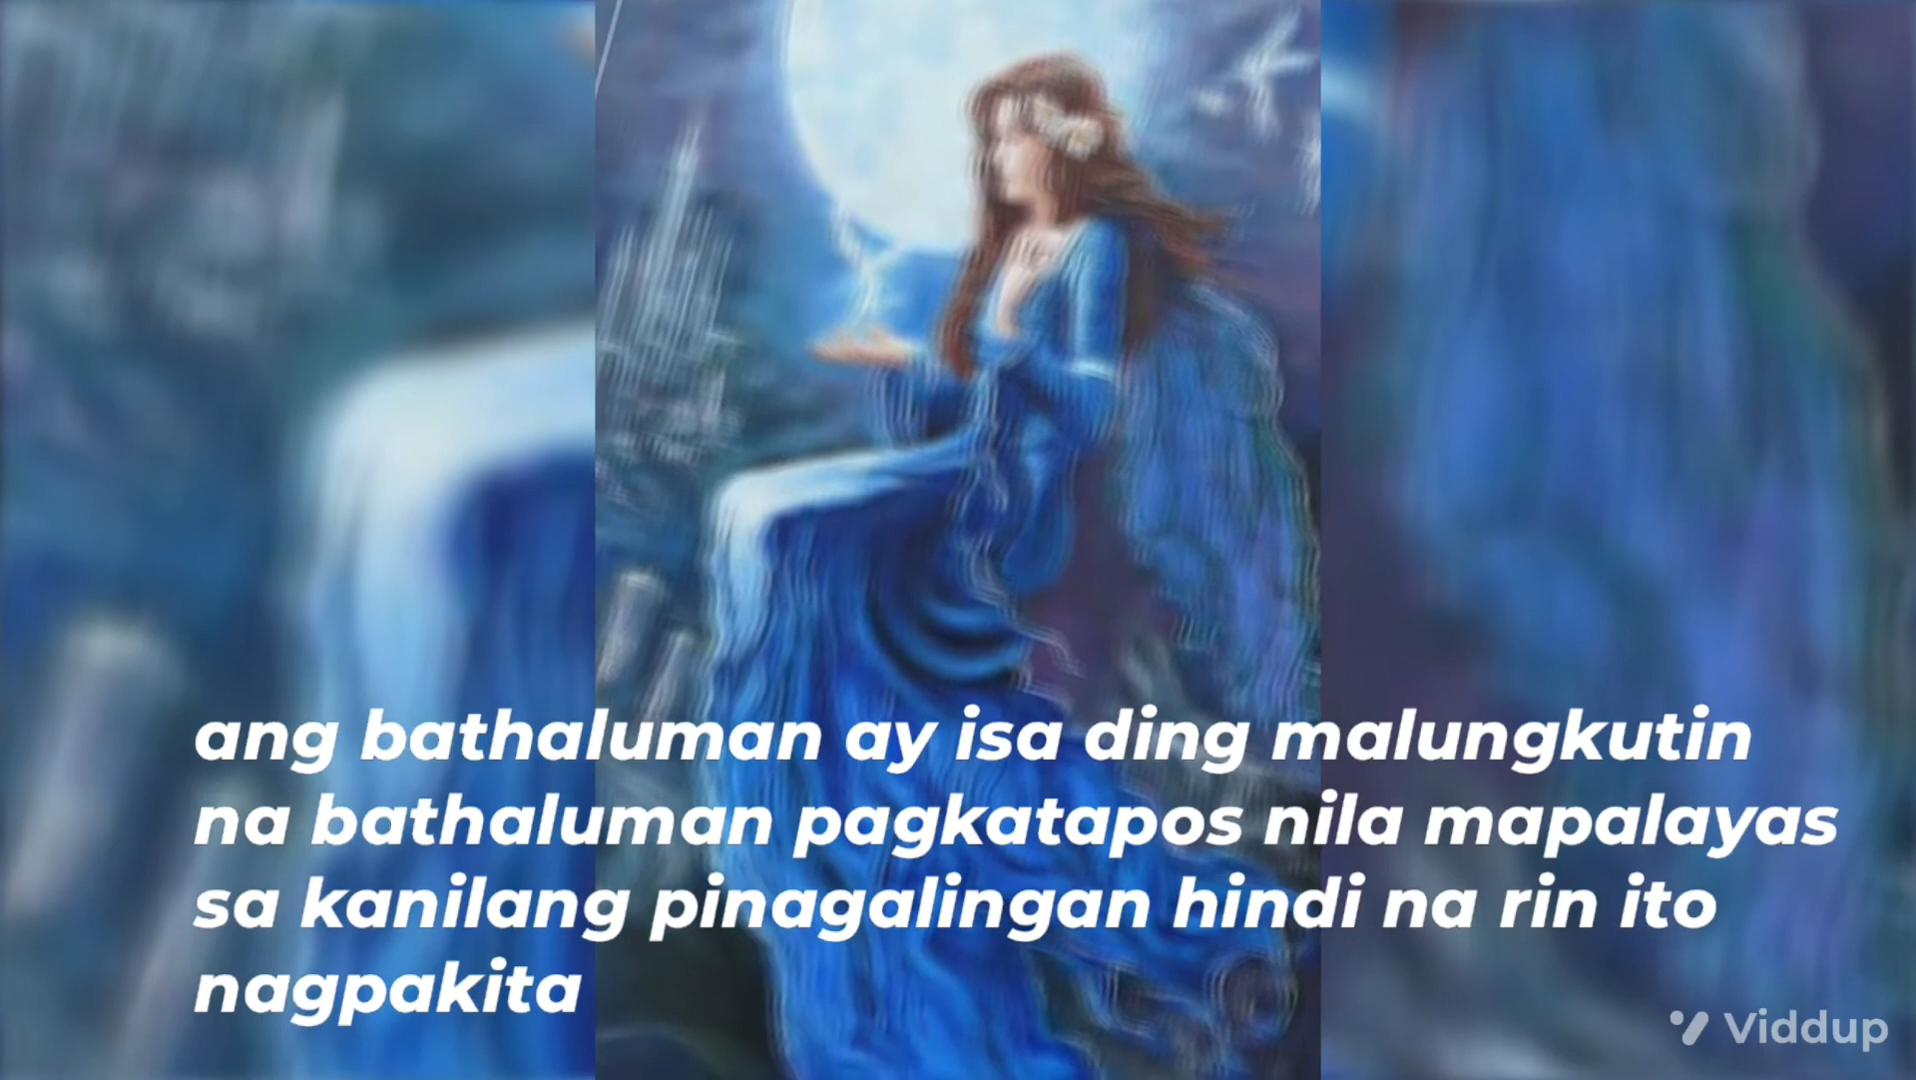 ang bathaluman ay isa ding malungkutin
na bathaluman pagkatapos nila mapalayas
sa kanilang pinagalingan hindi na rin ito
nagpakita
Viddup